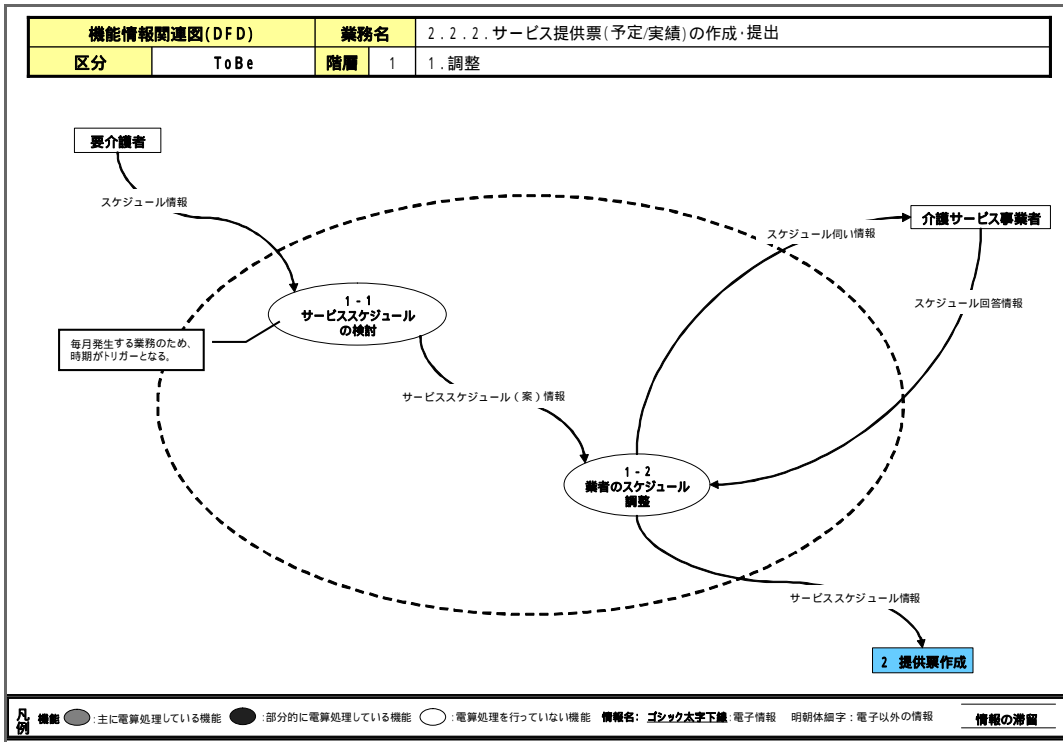 機能情報関連図(DFD) 業務名 2.2.2.サービス提供票(予定/実績)の作成・提出
区分 ToBe 階層 1 1.調整
要介護者
スケジュール情報
スケジュール伺い情報
介護サービス事業者
スケジュール回答情報
1-1
サービススケジュール
の検討
毎月発生する業務のため、
時期がトリガーとなる。
サービススケジュール(案)情報
1-2
業者のスケジュール
調整
サービススケジュール情報
2 提供票作成
凡例 機能 :主に電算処理している機能 :部分的に電算処理している機能 :電算処理を行っていない機能 情報名: ゴシック太字下線:電子情報 明朝体細字:電子以外の情報 情報の滞留